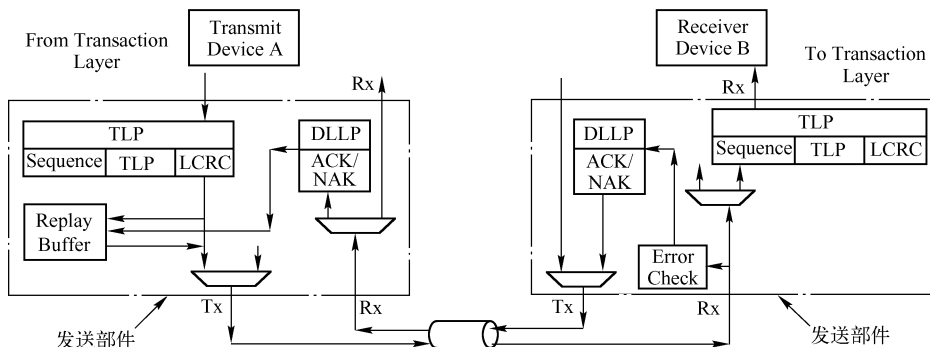 From Transaction
Layer
Transmit
Device A
Rx
TLP
Sequence
TLP
LCRC
DLLP
ACK/
NAK
Replay
Buffer
Tx
Rx
发送部件
Receiver
Device B
To Transaction
Layer
Rx
DLLP
ACK/
NAK
TLP
Sequence
TLP
LCRC
Error
Check
Tx
Rx
发送部件